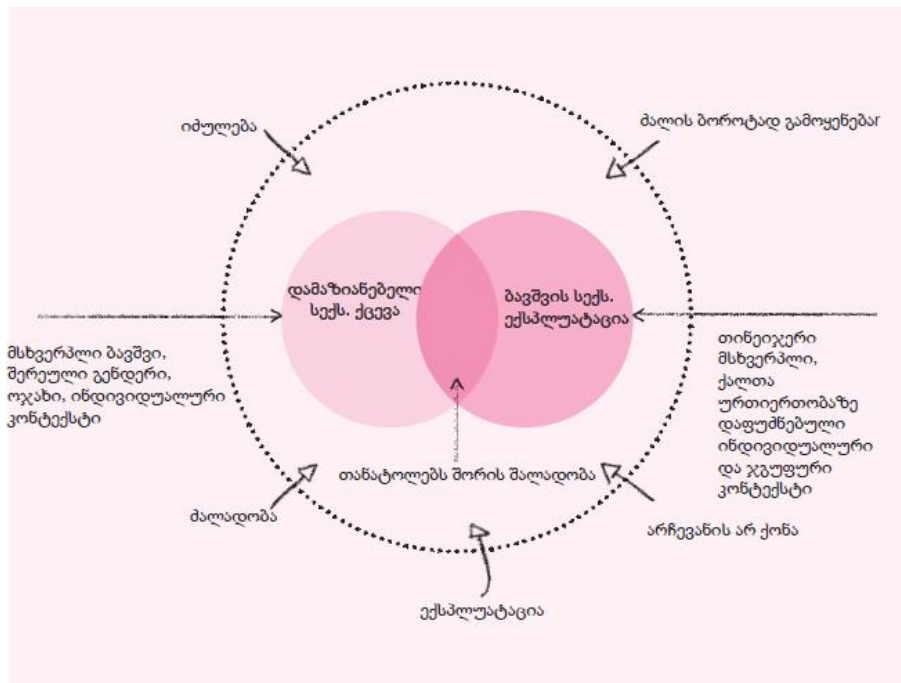 იძულება
ძალის ბოროტად გამოყენება
დამაზიანებელი
სექს. ქცევა
ბავშვის სექს.
ექსპლუატაცია
მსხვერპლი ბავშვი,
შერეული გენდერი,
ოჯახი, ინდივიდუალური
კონტექსტი
თინეიჯერი
მსხვერპლი,
ქალთა
ურთიერთობაზე
დაფუძნებული
ინდივიდუალური
და ჯგუფური
კონტექსტი
თანატოლებს შორის შალადობა
ძალადობა
არჩევანის არ ქონა
ექსპლუატაცია